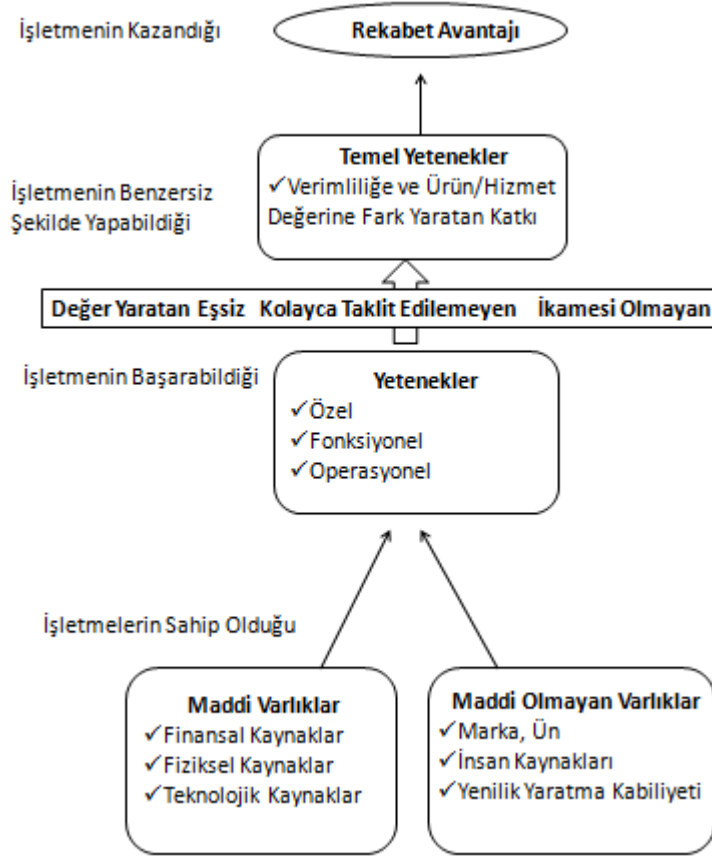 İşletmenin Kazandığı
Rekabet Avantajı
Temel Yetenekler
✓Verimliliğe ve Ürün/Hizmet
Değerine Fark Yaratan Katkı
İşletmenin Benzersiz
Şekilde Yapabildiği
Değer Yaratan Eşsiz Kolayca Taklit Edilemeyen İkamesi Olmayan
İşletmenin Başarabildiği
Yetenekler
✓Özel
✓Fonksiyonel
✓Operasyonel
İşletmelerin Sahip Olduğu
Maddi Varlıklar
✓Finansal Kaynaklar
✓Fiziksel Kaynaklar
✓Teknolojik Kaynaklar
Maddi Olmayan Varlıklar
✓Marka, Ün
✓İnsan Kaynakları
✓Yenilik Yaratma Kabiliyeti